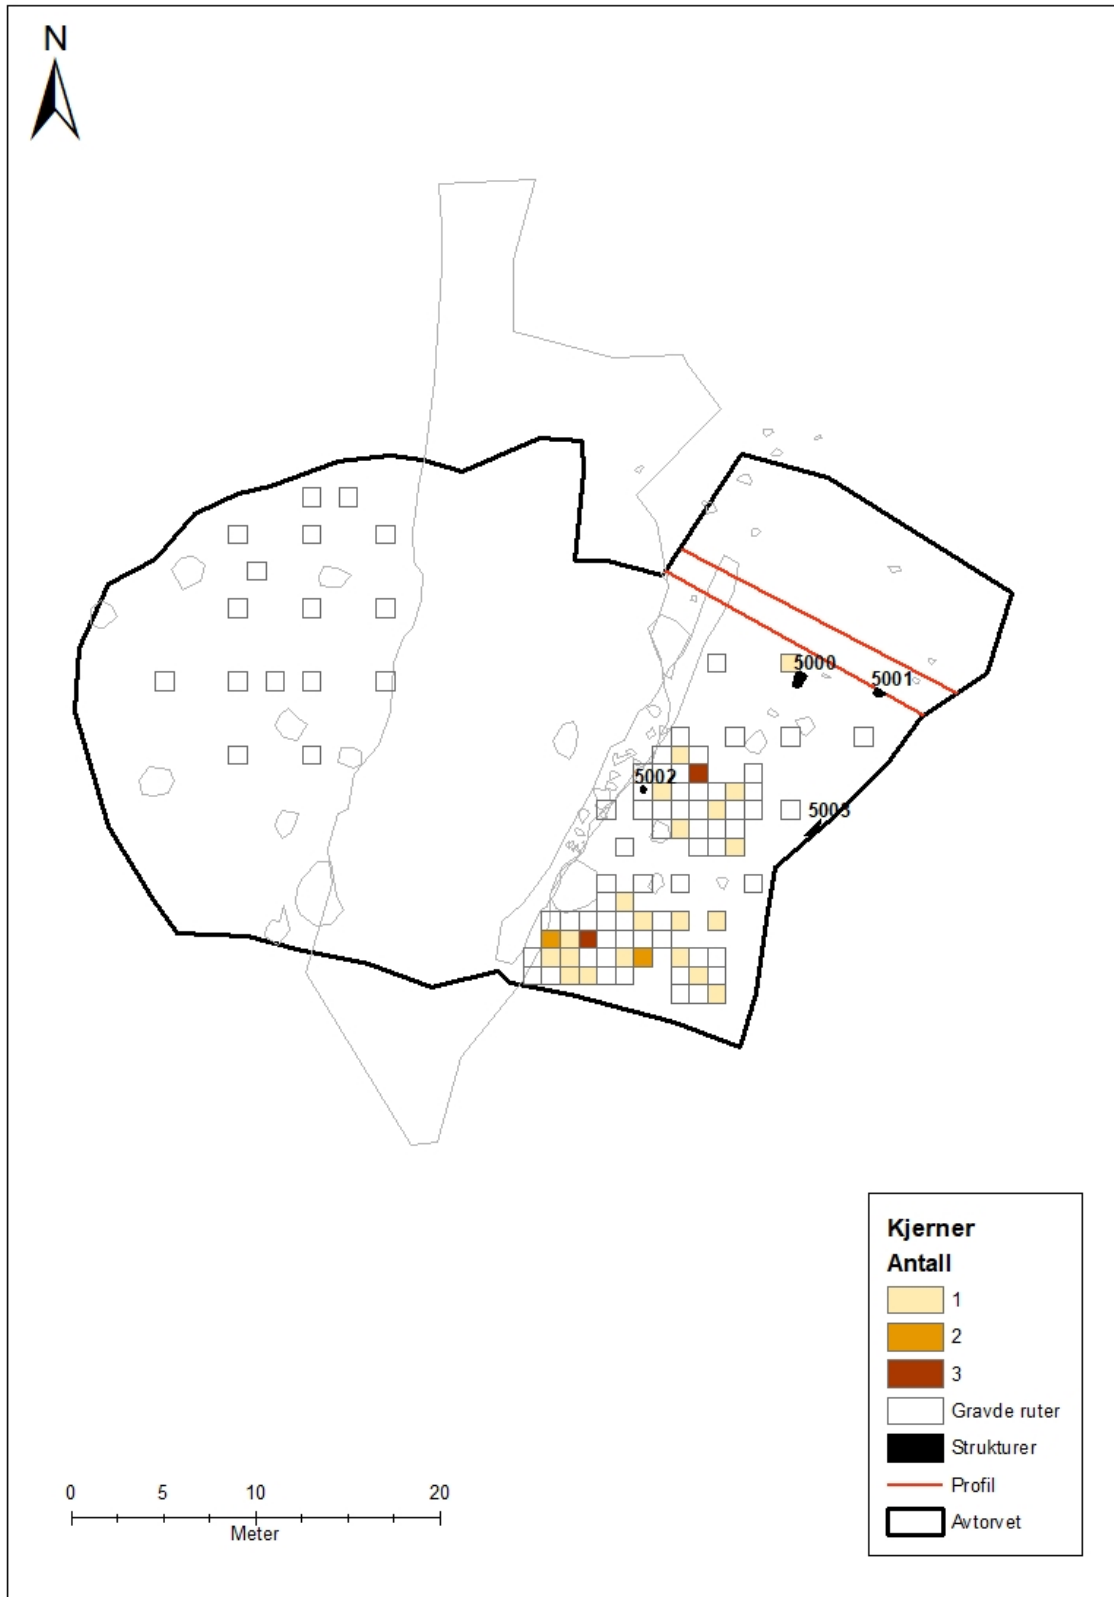 N
5000
5001
5002
5003
Kjerner
Antall
1
2
3
Gravde ruter
Strukturer
Profil
Avtorvet
0 5 10 20
Meter